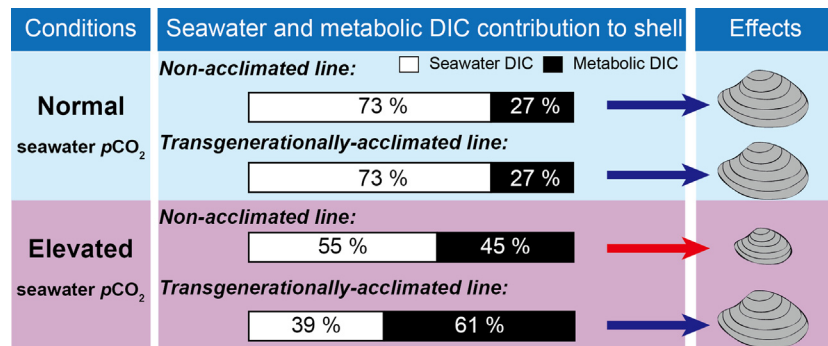 Conditions
Seawater and metabolic DIC contribution to shell
Effects
Non-acclimated line:
Seawater DIC
Metabolic DIC
73 %
27 %
Normal
seawater pCO₂
Transgenerationally-acclimated line:
73 %
27 %
Non-acclimated line:
55 %
45 %
Elevated
seawater pCO₂
Transgenerationally-acclimated line:
39 %
61 %